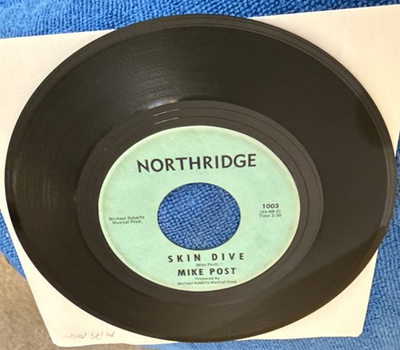 NORTHRIDGE
1003
Time 2:30
Michael Roberts
Musical Prod.
SKIN DIVE
(Mike Post)
MIKE POST
Produced by
Michael Roberts Musical Prod.